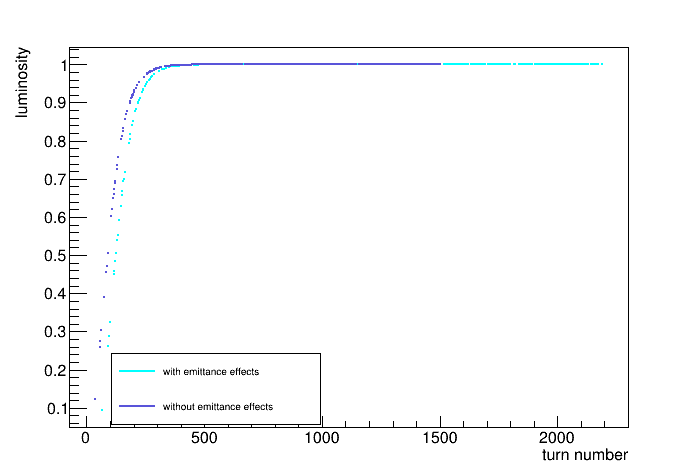 luminosity
1
0.9
0.8
0.7
0.6
0.5
0.4
0.3
0.2
0.1
with emittance effects
without emittance effects
0 500 1000 1500 2000
turn number